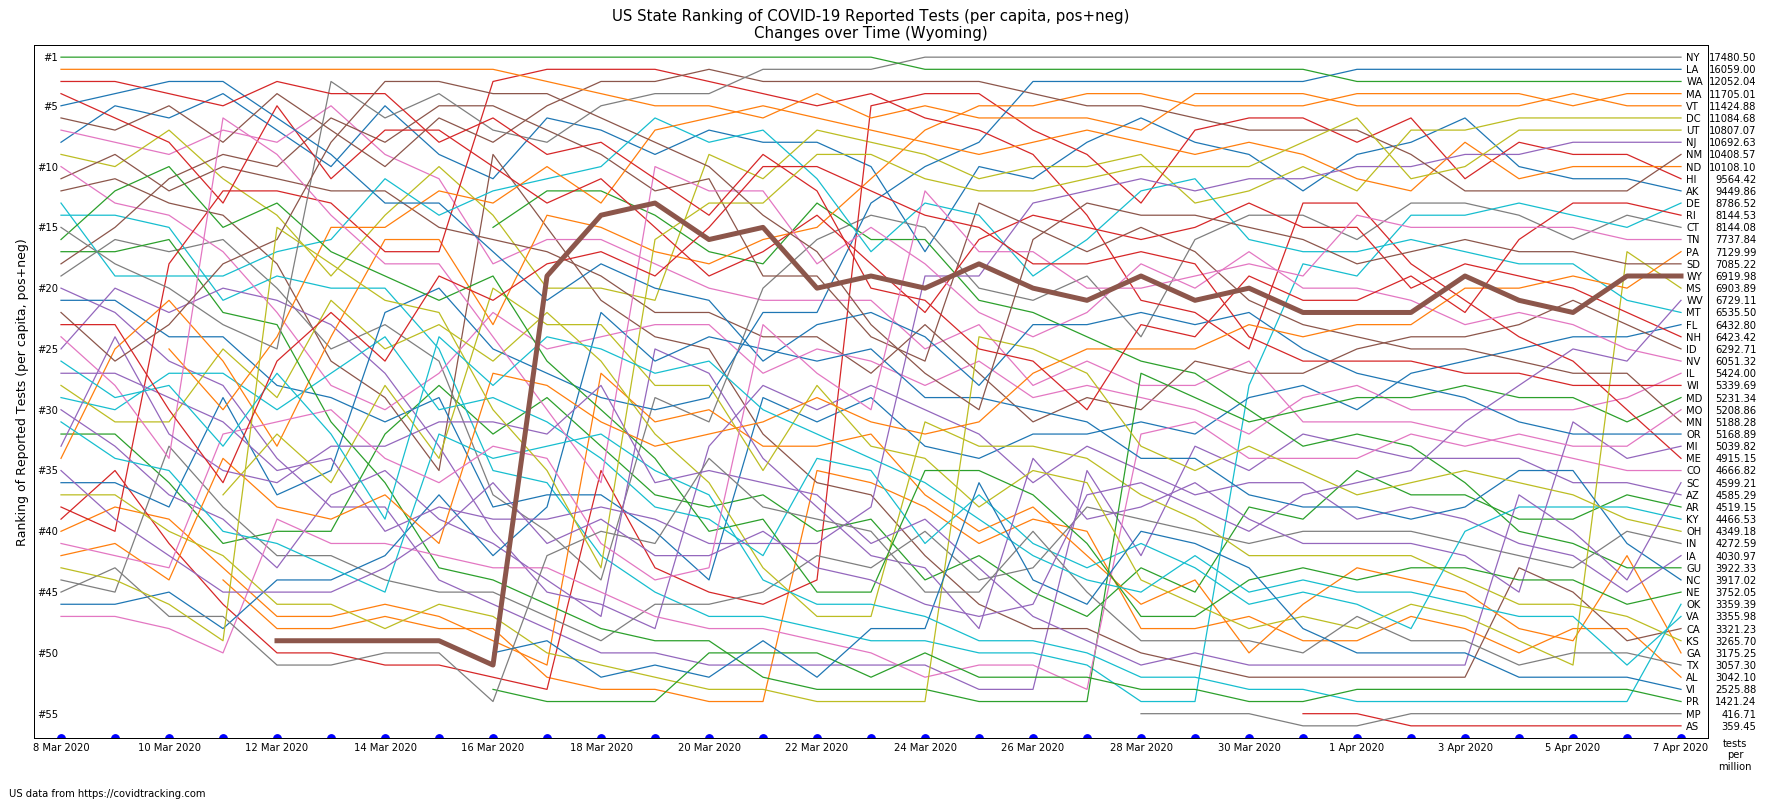 US State Ranking of COVID-19 Reported Tests (per capita, pos+neg)
Changes over Time (Wyoming)
Ranking of Reported Tests (per capita, pos+neg)
#1
#5
#10
#15
#20
#25
#30
#35
#40
#45
#50
#55
NY 17480.50
LA 16059.00
WA 12052.04
MA 11705.01
VT 11424.88
DC 11084.68
UT 10807.07
NJ 10692.63
NM 10408.57
ND 10108.10
HI 9564.42
AK 9449.86
DE 8786.52
RI 8144.53
CT 8144.08
TN 7737.84
PA 7129.99
SD 7085.22
WY 6919.98
MS 6903.89
WV 6729.11
MT 6535.50
FL 6432.80
NH 6423.42
ID 6292.71
NV 6051.32
IL 5424.00
WI 5339.69
MD 5231.34
MO 5208.86
MN 5188.28
OR 5168.89
MI 5039.82
ME 4915.15
CO 4666.82
SC 4599.21
AZ 4585.29
AR 4519.15
KY 4466.53
OH 4349.18
IN 4272.59
IA 4030.97
GU 3922.33
NC 3917.02
NE 3752.05
OK 3359.39
VA 3355.98
CA 3321.23
KS 3265.70
GA 3175.25
TX 3057.30
AL 3042.10
VI 2525.88
PR 1421.24
MP 416.71
AS 359.45
8 Mar 2020 10 Mar 2020 12 Mar 2020 14 Mar 2020 16 Mar 2020 18 Mar 2020 20 Mar 2020 22 Mar 2020 24 Mar 2020 26 Mar 2020 28 Mar 2020 30 Mar 2020 1 Apr 2020 3 Apr 2020 5 Apr 2020 7 Apr 2020
tests
per
million
US data from https://covidtracking.com